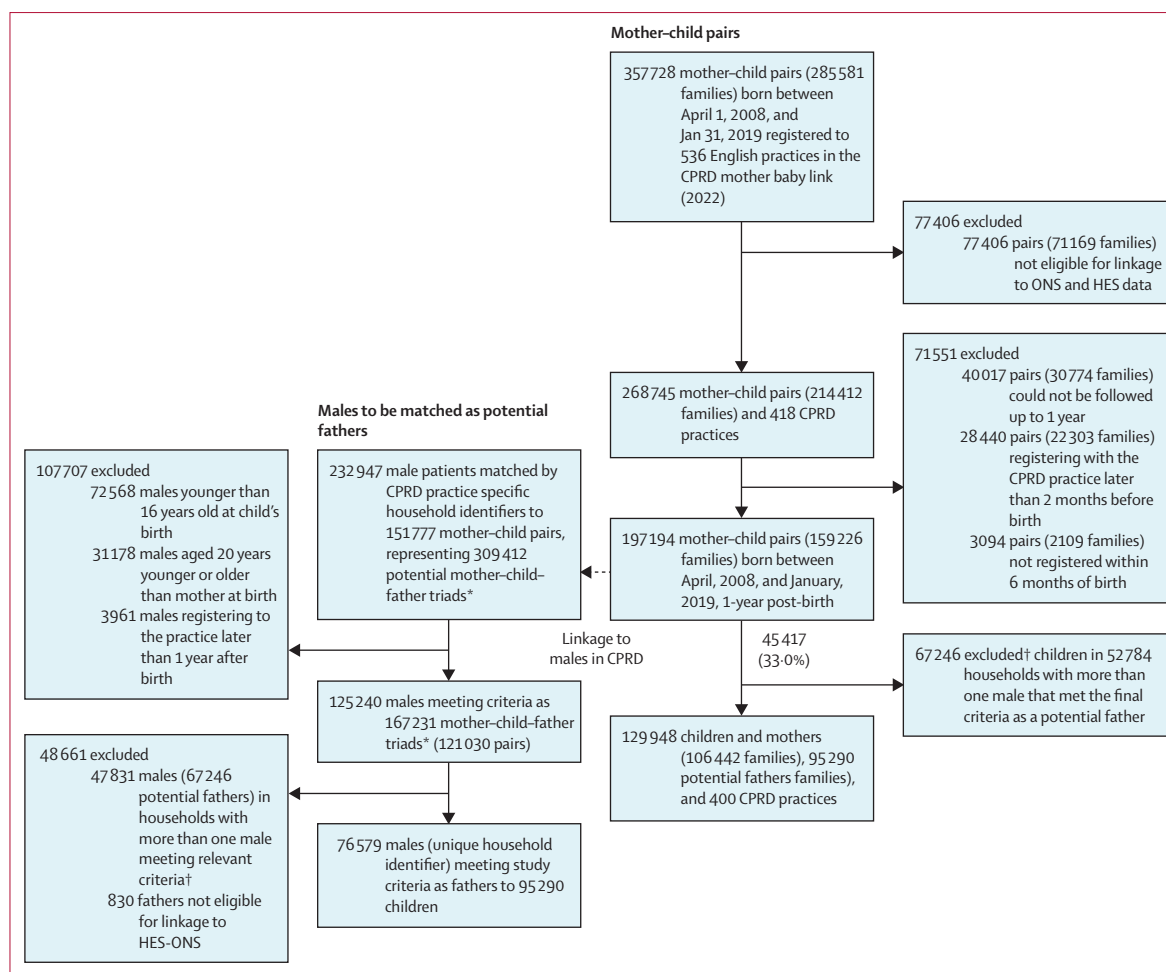 Mother–child pairs
357 728 mother–child pairs (285 581
families) born between
April 1, 2008, and
Jan 31, 2019 registered to
536 English practices in the
CPRD mother baby link
(2022)
77 406 excluded
77 406 pairs (71 169 families)
not eligible for linkage
to ONS and HES data
268 745 mother–child pairs (214 412
families) and 418 CPRD
practices
71 551 excluded
40 017 pairs (30 774 families)
could not be followed
up to 1 year
28 440 pairs (22 303 families)
registering with the
CPRD practice later
than 2 months before
birth
3094 pairs (2109 families)
not registered within
6 months of birth
Males to be matched as potential
fathers
232 947 male patients matched by
CPRD practice specific
household identifiers to
151 777 mother–child pairs,
representing 309 412
potential mother–child–
father triads*
107 707 excluded
72 568 males younger than
16 years old at child's
birth
31 178 males aged 20 years
younger or older
than mother at birth
3961 males registering to
the practice later
than 1 year after
birth
197 194 mother–child pairs (159 226
families) born between
April, 2008, and January,
2019, 1-year post-birth
Linkage to
males in CPRD
45 417
(33·0%)
67 246 excluded† children in 52 784
households with more than
one male that met the final
criteria as a potential father
125 240 males meeting criteria as
167 231 mother–child–father
triads* (121 030 pairs)
129 948 children and mothers
(106 442 families), 95 290
potential fathers families),
and 400 CPRD practices
48 661 excluded
47 831 males (67 246
potential fathers) in
households with
more than one male
meeting relevant
criteria†
830 fathers not eligible
for linkage to
HES-ONS
76 579 males (unique household
identifier) meeting study
criteria as fathers to 95 290
children